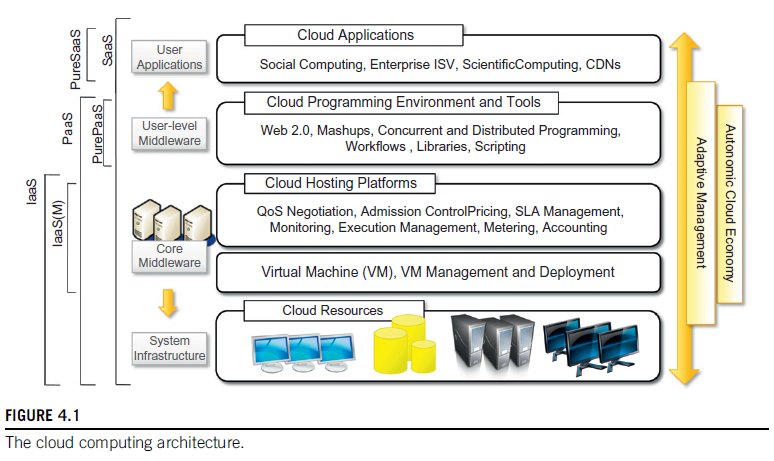 PureSaaS
SaaS
PaaS
PurePaaS
IaaS
IaaS(M)
User
Applications
User-level
Middleware
Core
Middleware
System
Infrastructure
Cloud Applications
Social Computing, Enterprise ISV, ScientificComputing, CDNs
Cloud Programming Environment and Tools
Web 2.0, Mashups, Concurrent and Distributed Programming,
Workflows , Libraries, Scripting
Cloud Hosting Platforms
QoS Negotiation, Admission ControlPricing, SLA Management,
Monitoring, Execution Management, Metering, Accounting
Virtual Machine (VM), VM Management and Deployment
Cloud Resources
Adaptive Management
Autonomic Cloud Economy
FIGURE 4.1
The cloud computing architecture.